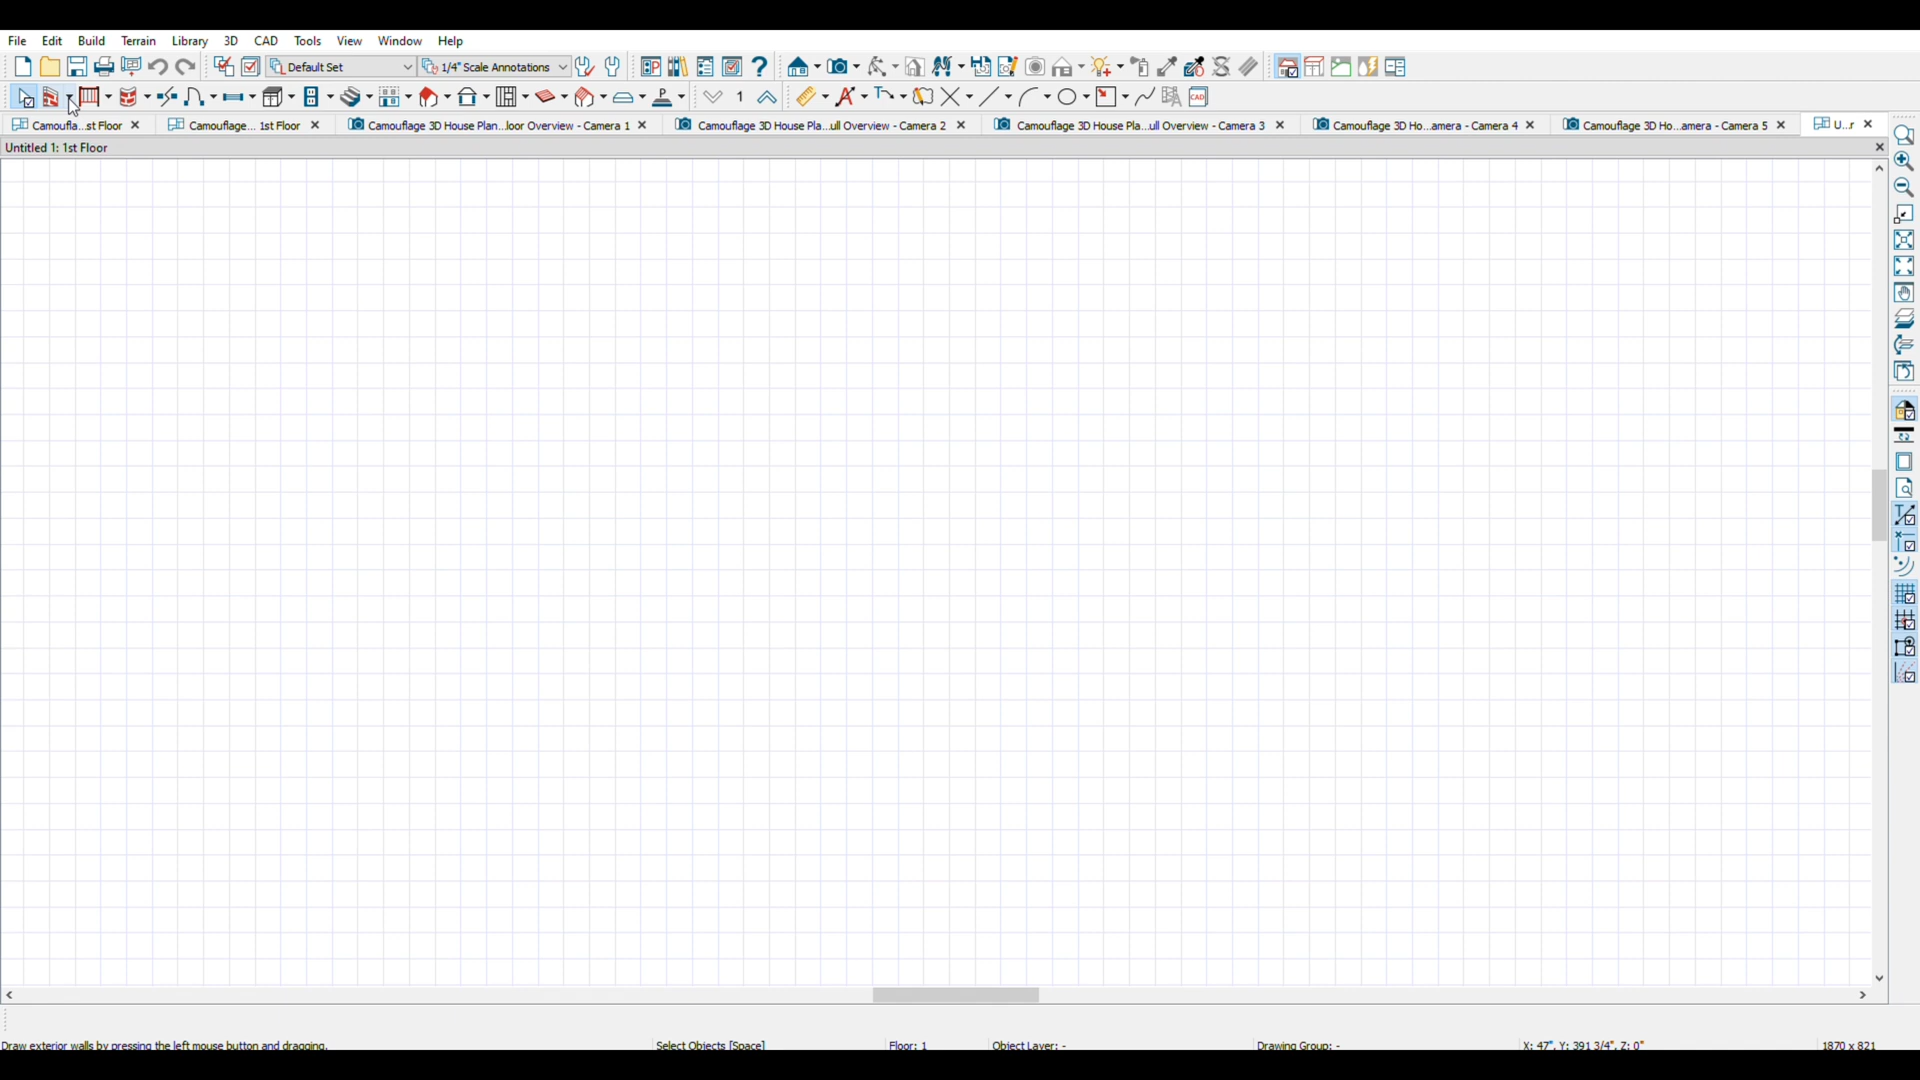 File Edit Build Terrain Library 3D CAD Tools View Window Help
Default Set 1/4" Scale Annotations
1
Camoufla...st Floor Camouflage... 1st Floor Camouflage 3D House Plan...loor Overview - Camera 1 Camouflage 3D House Pla...ull Overview - Camera 2 Camouflage 3D House Pla...ull Overview - Camera 3 Camouflage 3D Ho...amera - Camera 4 Camouflage 3D Ho...amera - Camera 5 U...r
Untitled 1: 1st Floor
Draw exterior walls by pressing the left mouse button and dragging. Select Objects [Space] Floor: 1 Object Layer: - Drawing Group: - X: 47", Y: 391 3/4", Z: 0" 1870 x 821